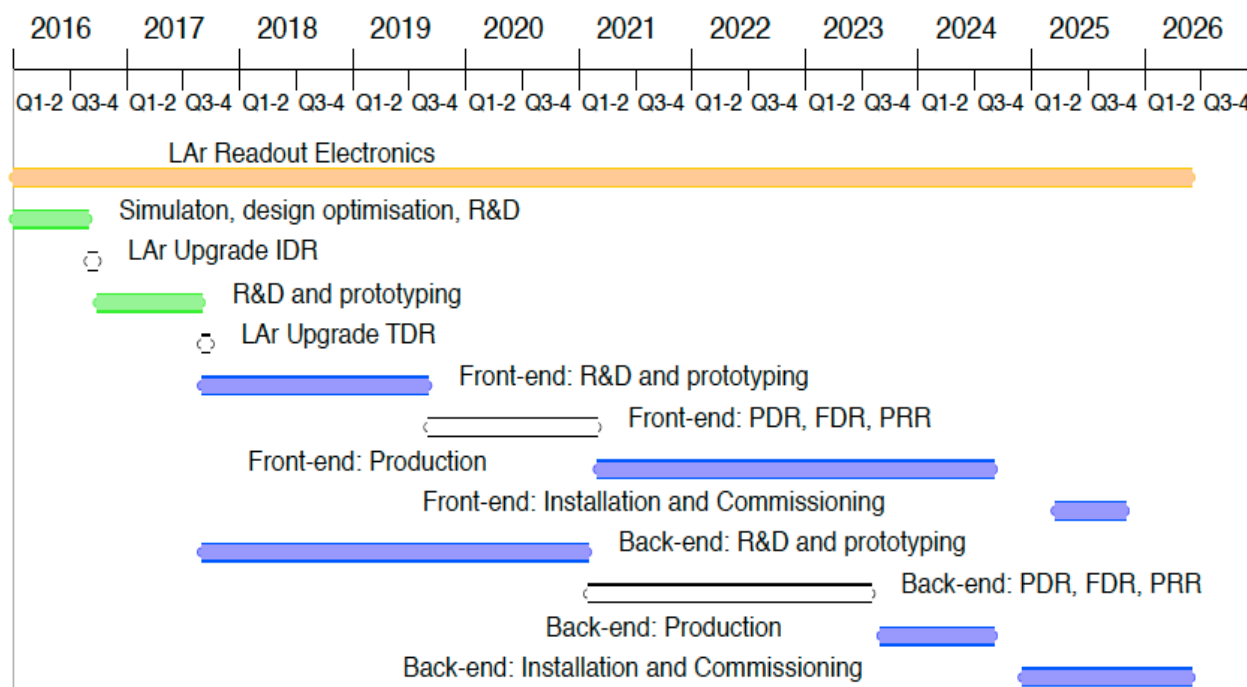 2016 2017 2018 2019 2020 2021 2022 2023 2024 2025 2026
Q1-2 Q3-4 Q1-2 Q3-4 Q1-2 Q3-4 Q1-2 Q3-4 Q1-2 Q3-4 Q1-2 Q3-4 Q1-2 Q3-4 Q1-2 Q3-4 Q1-2 Q3-4 Q1-2 Q3-4 Q1-2 Q3-4
LAr Readout Electronics
Simulaton, design optimisation, R&D
LAr Upgrade IDR
R&D and prototyping
LAr Upgrade TDR
Front-end: R&D and prototyping
Front-end: PDR, FDR, PRR
Front-end: Production
Front-end: Installation and Commissioning
Back-end: R&D and prototyping
Back-end: PDR, FDR, PRR
Back-end: Production
Back-end: Installation and Commissioning